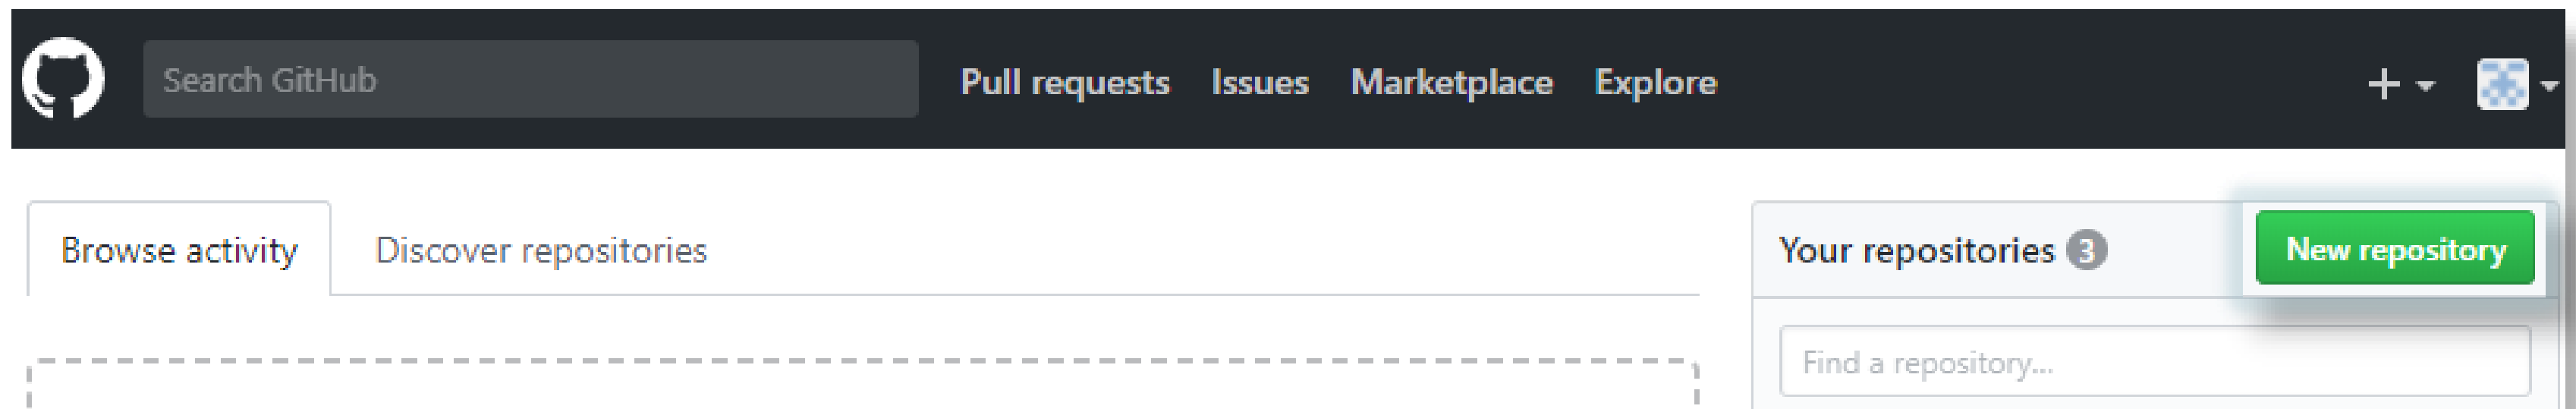 Search GitHub Pull requests Issues Marketplace Explore
Browse activity Discover repositories
Your repositories 3 New repository
Find a repository...